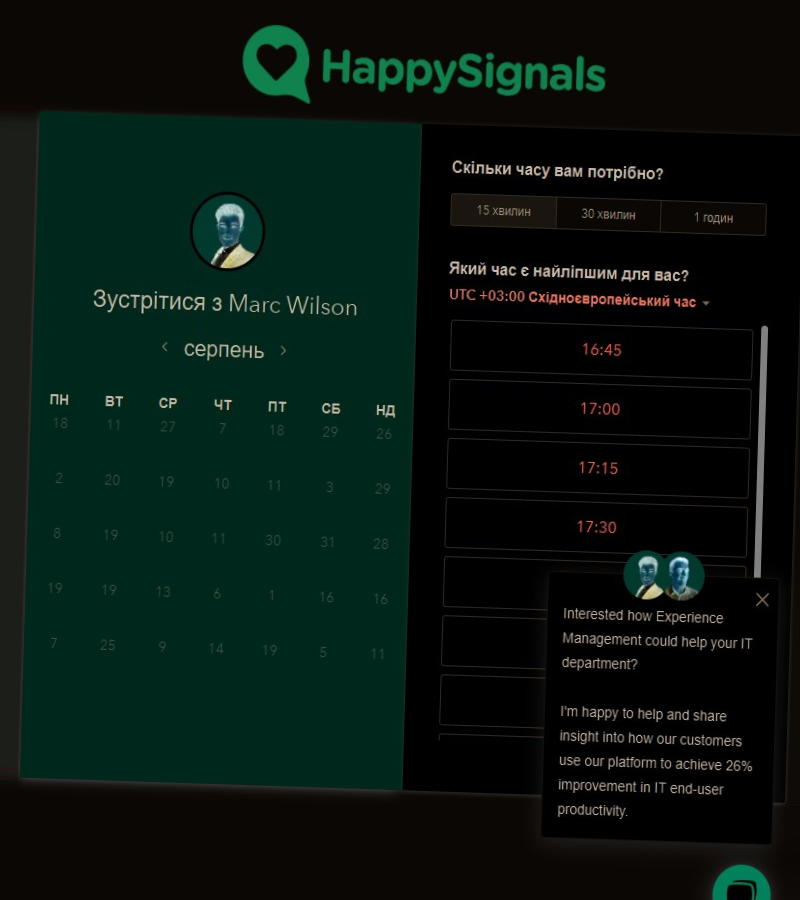 HappySignals
Зустрітися з Marc Wilson
серпень
ПН ВТ СР ЧТ ПТ СБ НД
18 11 27 7 18 29 26
2 20 19 10 11 3 29
8 19 10 11 30 31 28
19 19 13 6 1 16 16
7 25 9 14 19 5 11
Скільки часу вам потрібно?
15 хвилин 30 хвилин 1 годин
Який час є найліпшим для вас?
UTC +03:00 Східноєвропейський час
16:45
17:00
17:15
17:30
Interested how Experience
Management could help your IT
department?
I'm happy to help and share
insight into how our customers
use our platform to achieve 26%
improvement in IT end-user
productivity.